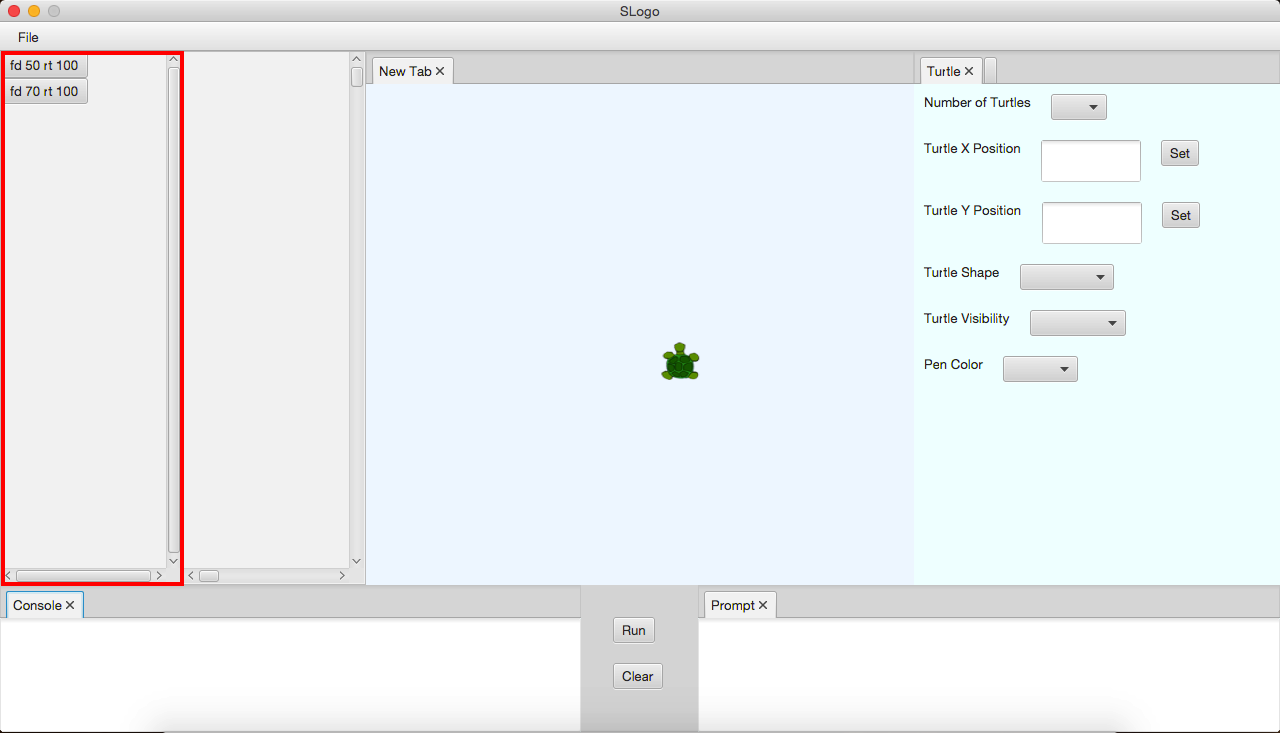 SLogo
File
fd 50 rt 100
fd 70 rt 100
New Tab
Turtle
Number of Turtles
Turtle X Position
Set
Turtle Y Position
Set
Turtle Shape
Turtle Visibility
Pen Color
Console
Run
Clear
Prompt